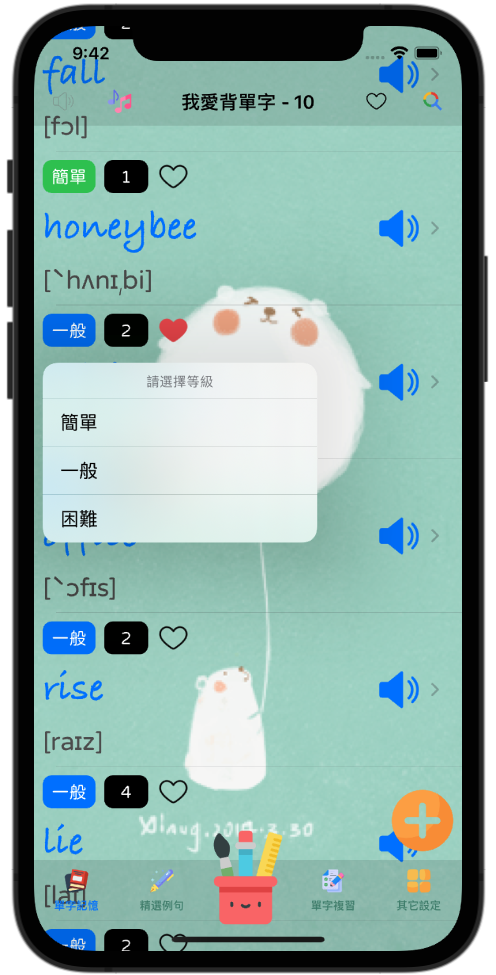 一般 2
9:42
fall
我愛背單字 - 10
[fɔl]
簡單 1
honeybee
[ˋhʌnɪˌbi]
一般 2
請選擇等級
簡單
一般
困難
[ˋɔfɪs]
一般 2
rise
[raɪz]
一般 4
lie
[laɪ]
單字記憶 精選例句 單字複習 其它設定
一般 2